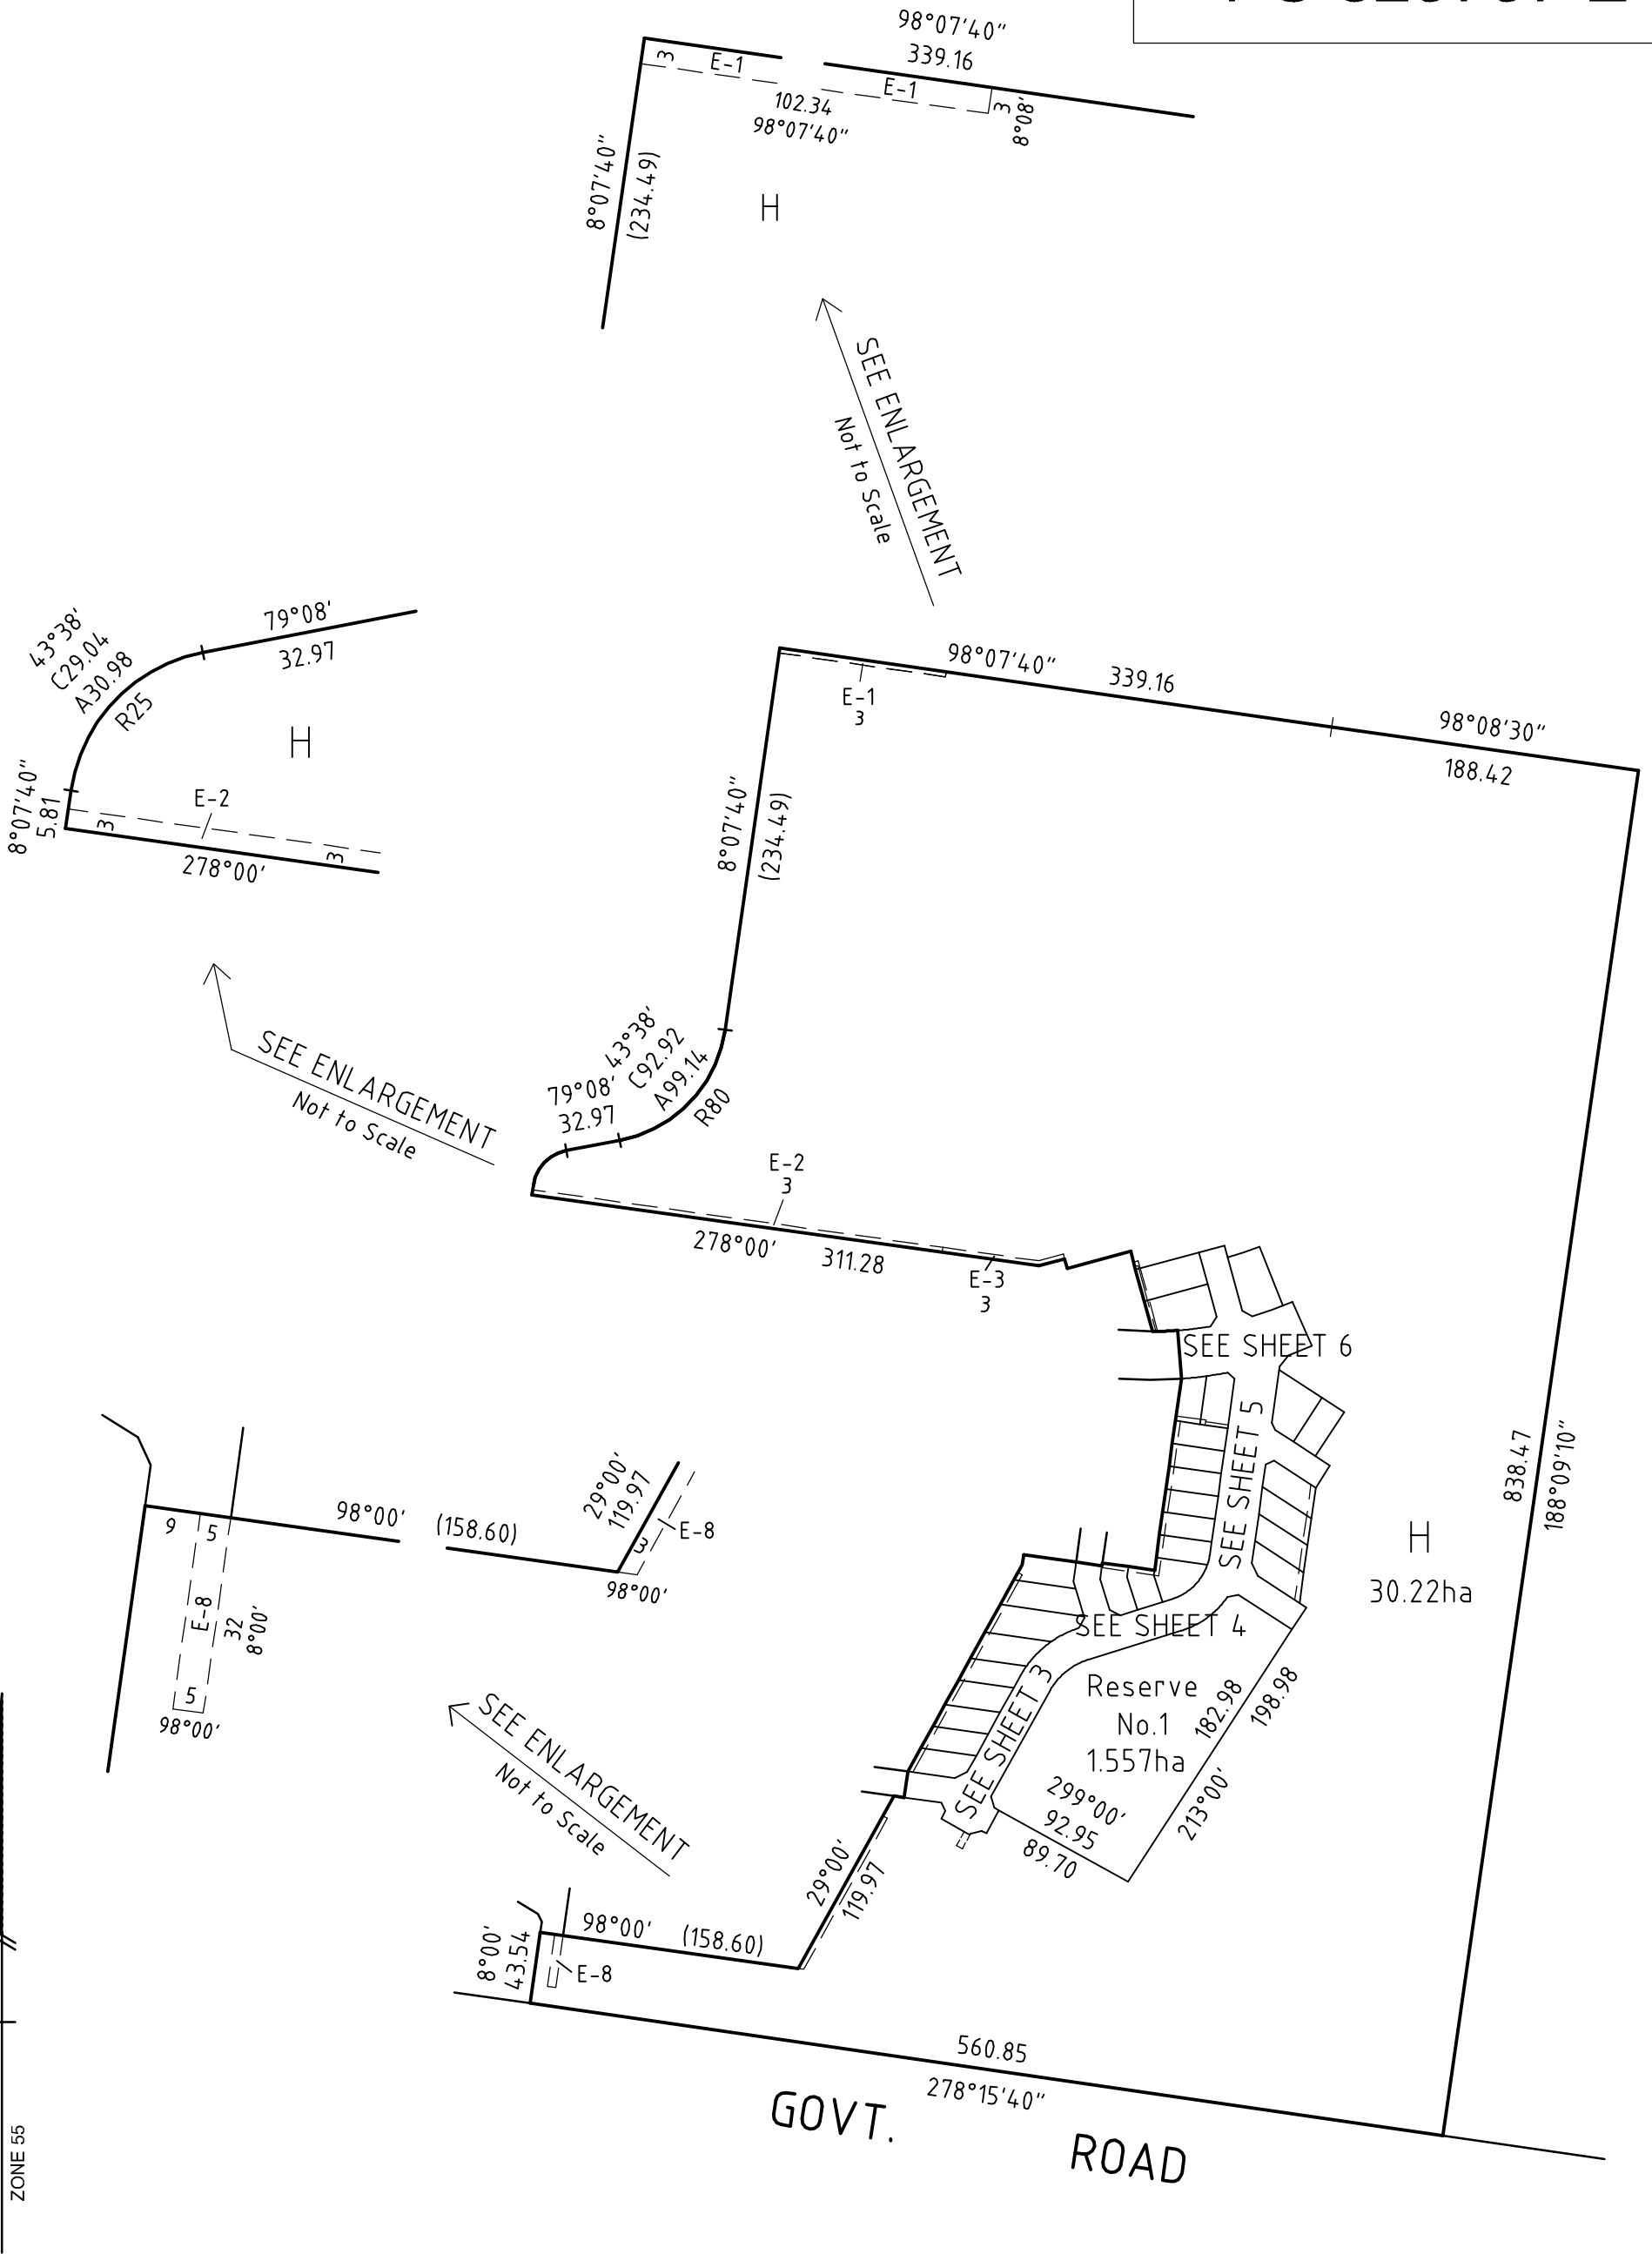 98°07'40"
339.16
3
E-1
E-1
3
8°08'
102.34
98°07'40"
8°07'40"
(234.49)
H
SEE ENLARGEMENT
Not to Scale
79°08'
32.97
43°38'
C29.04
A30.98
R25
H
8°07'40"
5.81
E-2
3
3
278°00'
98°07'40"
339.16
98°08'30"
188.42
E-1
3
8°07'40"
(234.49)
SEE ENLARGEMENT
Not to Scale
43°38'
C92.92
A99.14
R80
79°08'
32.97
E-2
3
278°00'
311.28
E-3
3
SEE SHEET 6
SEE SHEET 5
838.47
188°09'10"
H
30.22ha
29°00'
119.97
E-8
98°00'
(158.60)
3
98°00'
9
5
E-8
32
8°00'
5
98°00'
SEE SHEET 4
SEE SHEET 3
Reserve
No.1
1.557ha
182.98
198.98
213°00'
299°00'
92.95
89.70
SEE ENLARGEMENT
Not to Scale
29°00'
119.97
98°00'
(158.60)
8°00'
43.54
E-8
560.85
278°15'40"
GOVT.
ROAD
ZONE 55